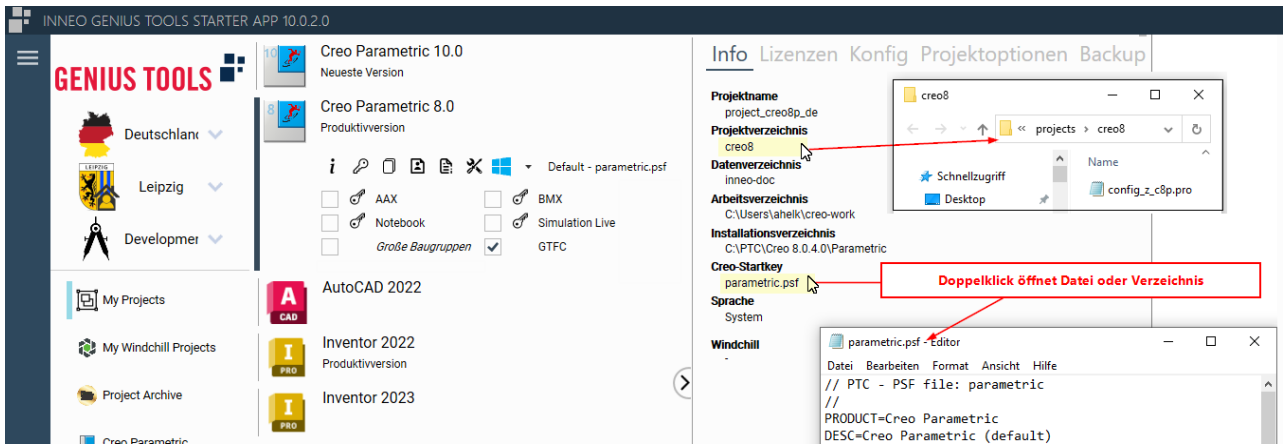 INNEO GENIUS TOOLS STARTER APP 10.0.2.0
GENIUS TOOLS
Deutschlanc
LEIPZIG
Leipzig
Developmer
My Projects
My Windchill Projects
Project Archive
Creo Parametric
10
Creo Parametric 10.0
Neueste Version
8
Creo Parametric 8.0
Produktivversion
Default - parametric.psf
AAX
BMX
Notebook
Simulation Live
Große Baugruppen
GTFC
A
CAD
AutoCAD 2022
I
PRO
Inventor 2022
Produktivversion
I
PRO
Inventor 2023
Info Lizenzen Konfig Projektoptionen Backup
Projektname
project_creo8p_de
Projektverzeichnis
creo8
Datenverzeichnis
inneo-doc
Arbeitsverzeichnis
C:\Users\ahelk\creo-work
Installationsverzeichnis
C:\PTC\Creo 8.0.4.0\Parametric
Creo-Startkey
parametric.psf
Sprache
System
Windchill
-
creo8
« projects › creo8
Schnellzugriff
Desktop
Name
config_z_c8p.pro
Doppelklick öffnet Datei oder Verzeichnis
parametric.psf - Editor
Datei Bearbeiten Format Ansicht Hilfe
// PTC - PSF file: parametric
//
PRODUCT=Creo Parametric
DESC=Creo Parametric (default)